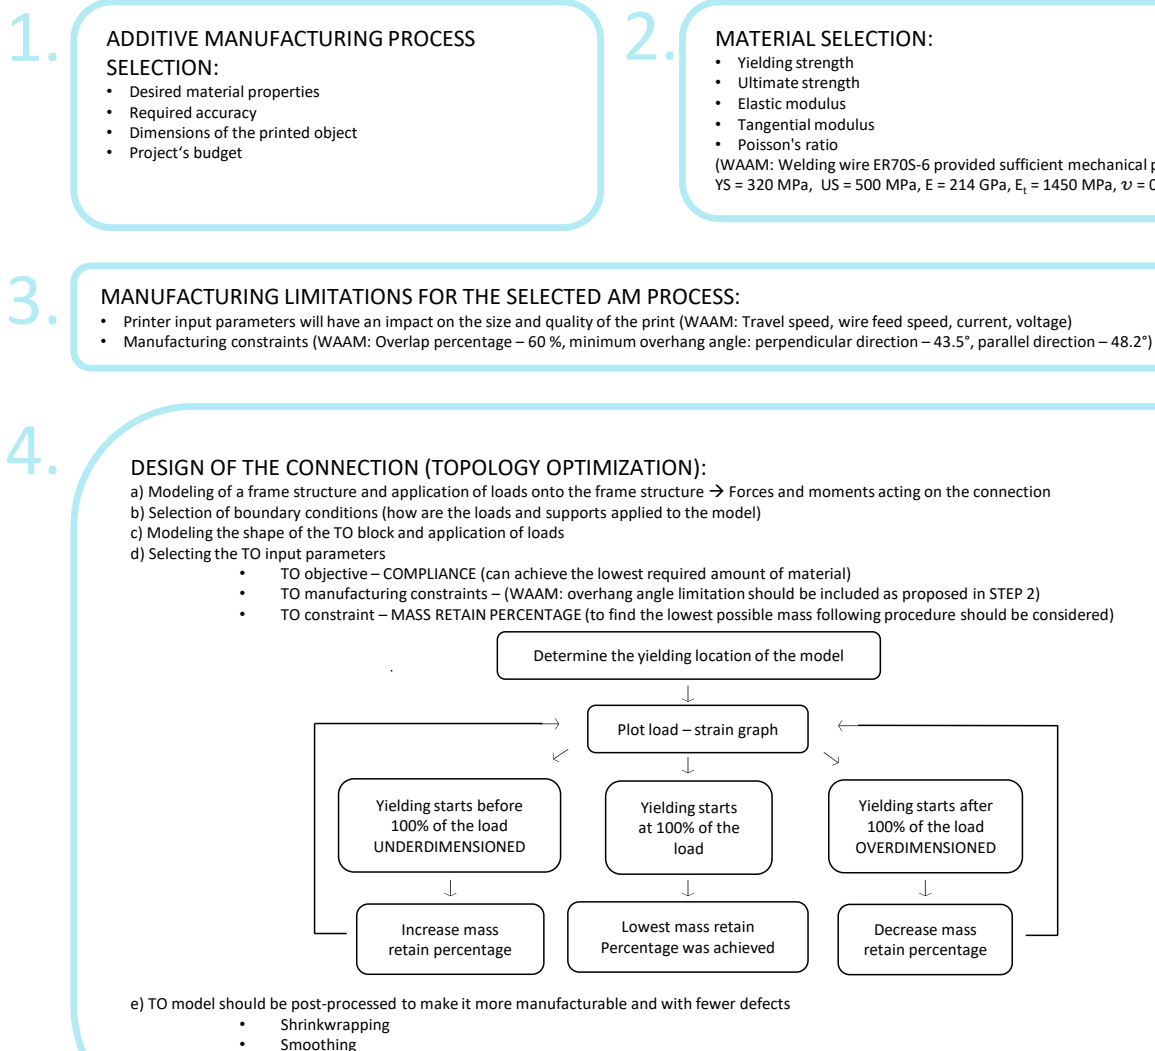 1.
ADDITIVE MANUFACTURING PROCESS
SELECTION:
• Desired material properties
• Required accuracy
• Dimensions of the printed object
• Project‘s budget
2.
MATERIAL SELECTION:
• Yielding strength
• Ultimate strength
• Elastic modulus
• Tangential modulus
• Poisson's ratio
(WAAM: Welding wire ER70S-6 provided sufficient mechanical
YS = 320 MPa, US = 500 MPa, E = 214 GPa, Et = 1450 MPa, 𝜐 = 0
3.
MANUFACTURING LIMITATIONS FOR THE SELECTED AM PROCESS:
• Printer input parameters will have an impact on the size and quality of the print (WAAM: Travel speed, wire feed speed, current, voltage)
• Manufacturing constraints (WAAM: Overlap percentage – 60 %, minimum overhang angle: perpendicular direction – 43.5°, parallel direction – 48.2°)
4.
DESIGN OF THE CONNECTION (TOPOLOGY OPTIMIZATION):
a) Modeling of a frame structure and application of loads onto the frame structure → Forces and moments acting on the connection
b) Selection of boundary conditions (how are the loads and supports applied to the model)
c) Modeling the shape of the TO block and application of loads
d) Selecting the TO input parameters
• TO objective – COMPLIANCE (can achieve the lowest required amount of material)
• TO manufacturing constraints – (WAAM: overhang angle limitation should be included as proposed in STEP 2)
• TO constraint – MASS RETAIN PERCENTAGE (to find the lowest possible mass following procedure should be considered)
Determine the yielding location of the model
Plot load – strain graph
Yielding starts before
100% of the load
UNDERDIMENSIONED
Yielding starts
at 100% of the
load
Yielding starts after
100% of the load
OVERDIMENSIONED
Increase mass
retain percentage
Lowest mass retain
Percentage was achieved
Decrease mass
retain percentage
e) TO model should be post-processed to make it more manufacturable and with fewer defects
• Shrinkwrapping
• Smoothing